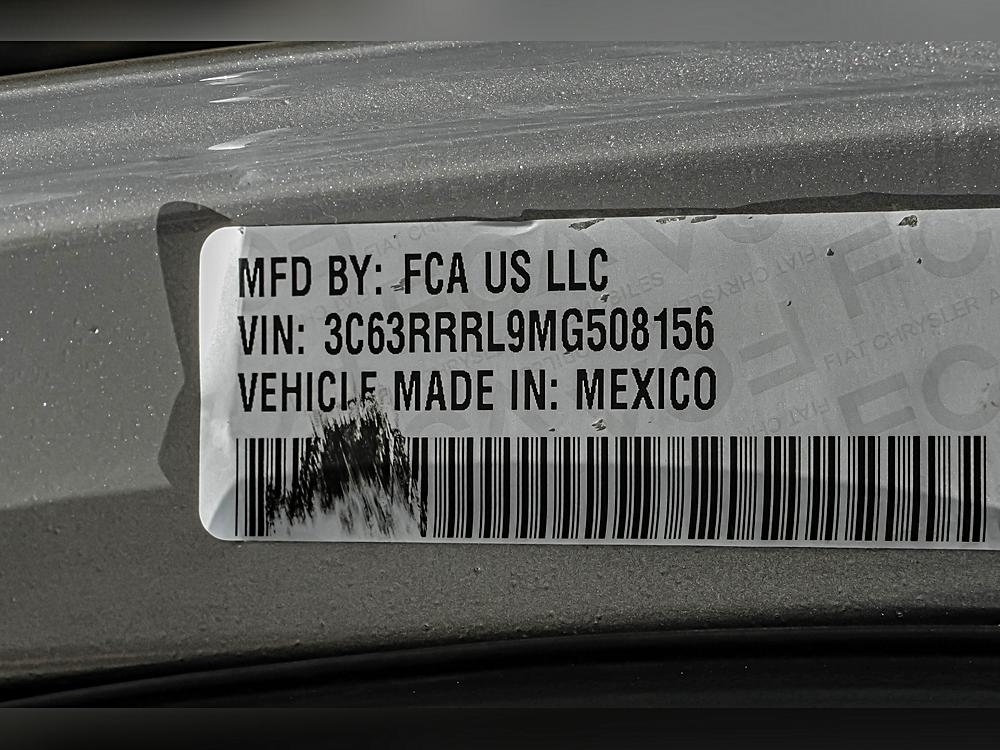 MFD BY: FCA US LLC
VIN: 3C63RRRL9MG508156
VEHICLE MADE IN: MEXICO